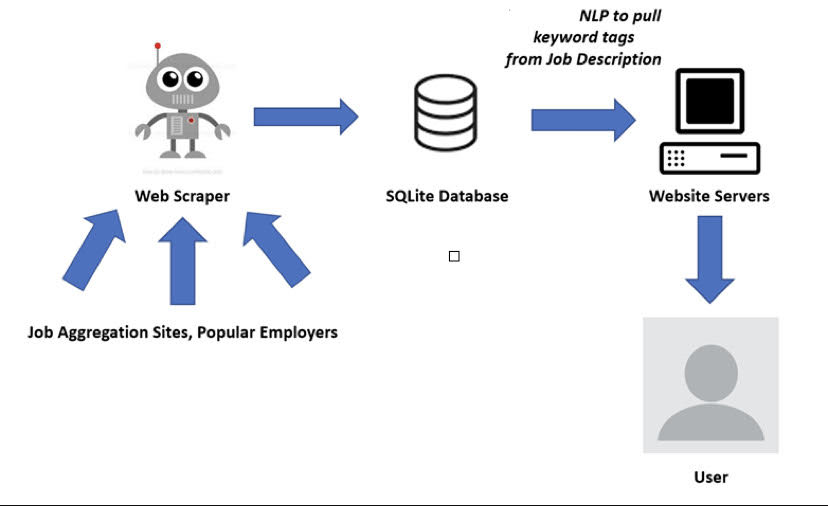 NLP to pull
keyword tags
from Job Description
Web Scraper
SQLite Database
Website Servers
Job Aggregation Sites, Popular Employers
User